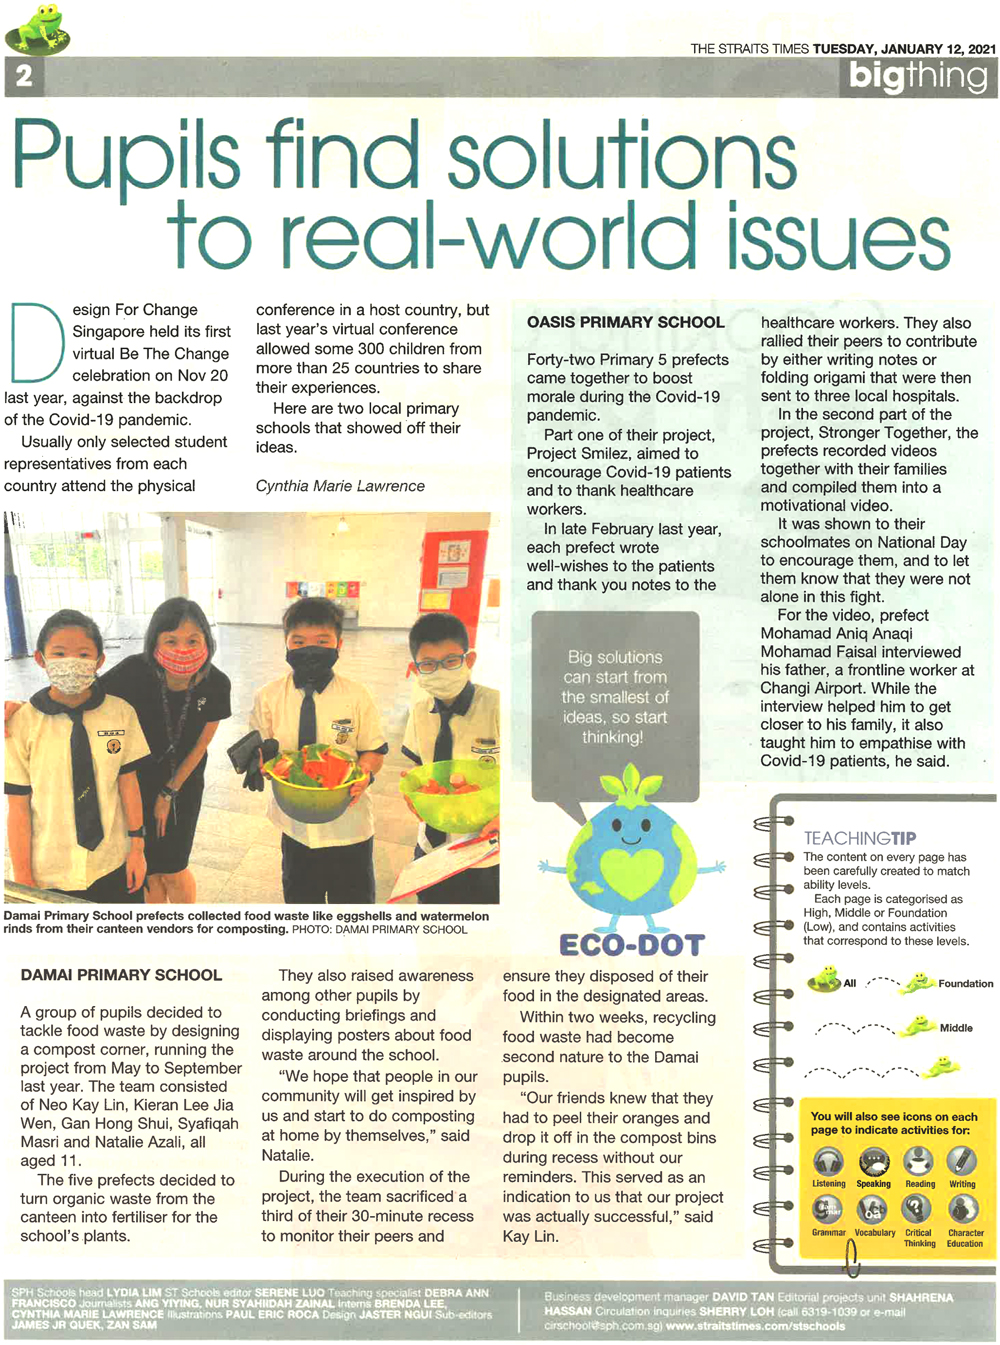 THE STRAITS TIMES TUESDAY, JANUARY 12, 2021
2
bigthing
Pupils find solutions
to real-world issues
Design For Change
Singapore held its first
virtual Be The Change
celebration on Nov 20
last year, against the backdrop
of the Covid-19 pandemic.
Usually only selected student
representatives from each
country attend the physical
conference in a host country, but
last year's virtual conference
allowed some 300 children from
more than 25 countries to share
their experiences.
Here are two local primary
schools that showed off their
ideas.
Cynthia Marie Lawrence
Damai Primary School prefects collected food waste like eggshells and watermelon
rinds from their canteen vendors for composting. PHOTO: DAMAI PRIMARY SCHOOL
DAMAI PRIMARY SCHOOL
A group of pupils decided to
tackle food waste by designing
a compost corner, running the
project from May to September
last year. The team consisted
of Neo Kay Lin, Kieran Lee Jia
Wen, Gan Hong Shui, Syafiqah
Masri and Natalie Azali, all
aged 11.
The five prefects decided to
turn organic waste from the
canteen into fertiliser for the
school's plants.
They also raised awareness
among other pupils by
conducting briefings and
displaying posters about food
waste around the school.
"We hope that people in our
community will get inspired by
us and start to do composting
at home by themselves," said
Natalie.
During the execution of the
project, the team sacrificed a
third of their 30-minute recess
to monitor their peers and
ensure they disposed of their
food in the designated areas.
Within two weeks, recycling
food waste had become
second nature to the Damai
pupils.
"Our friends knew that they
had to peel their oranges and
drop it off in the compost bins
during recess without our
reminders. This served as an
indication to us that our project
was actually successful," said
Kay Lin.
OASIS PRIMARY SCHOOL
Forty-two Primary 5 prefects
came together to boost
morale during the Covid-19
pandemic.
Part one of their project,
Project Smilez, aimed to
encourage Covid-19 patients
and to thank healthcare
workers.
In late February last year,
each prefect wrote
well-wishes to the patients
and thank you notes to the
healthcare workers. They also
rallied their peers to contribute
by either writing notes or
folding origami that were then
sent to three local hospitals.
In the second part of the
project, Stronger Together, the
prefects recorded videos
together with their families
and compiled them into a
motivational video.
It was shown to their
schoolmates on National Day
to encourage them, and to let
them know that they were not
alone in this fight.
For the video, prefect
Mohamad Aniq Anaqi
Mohamad Faisal interviewed
his father, a frontline worker at
Changi Airport. While the
interview helped him to get
closer to his family, it also
taught him to empathise with
Covid-19 patients, he said.
Big solutions
can start from
the smallest of
ideas, so start
thinking!
ECO-DOT
TEACHINGTIP
The content on every page has
been carefully created to match
ability levels.
Each page is categorised as
High, Middle or Foundation
(Low), and contains activities
that correspond to these levels.
All
Foundation
Middle
You will also see icons on each
page to indicate activities for:
Listening Speaking Reading Writing
Grammar Vocabulary Critical Thinking Character Education
SPH Schools head LYDIA LIM ST Schools editor SERENE LUO Teaching specialist DEBRA ANN
FRANCISCO Journalists ANG YIYING, NUR SYAHIIDAH ZAINAL Interns BRENDA LEE,
CYNTHIA MARIE LAWRENCE Illustrations PAUL ERIC ROCA Design JASTER NGUI Sub-editors
JAMES JR QUEK, ZAN SAM
Business development manager DAVID TAN Editorial projects unit SHAHRENA
HASSAN Circulation inquiries SHERRY LOH (call 6319-1039 or e-mail
cirschool@sph.com.sg) www.straitstimes.com/stschools